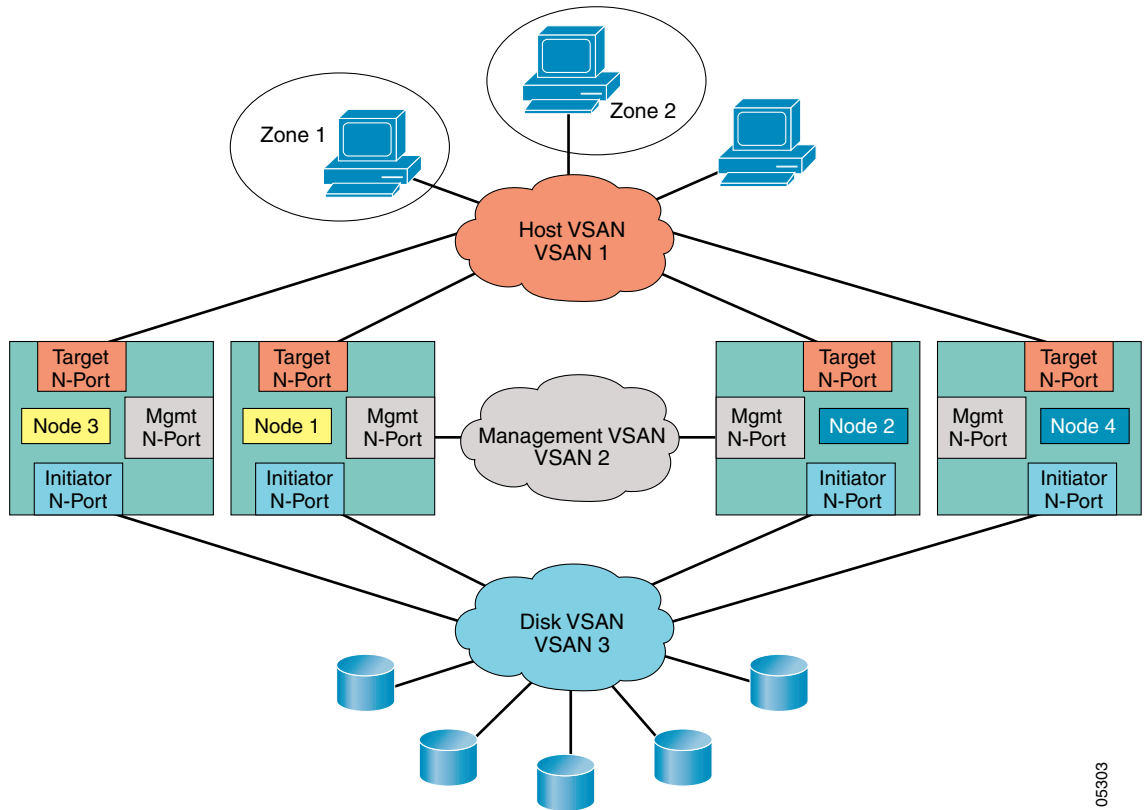 Zone 1
Zone 2
Host VSAN
VSAN 1
Target
N-Port
Node 3
Mgmt
N-Port
Initiator
N-Port
Target
N-Port
Node 1
Mgmt
N-Port
Initiator
N-Port
Management VSAN
VSAN 2
Target
N-Port
Mgmt
N-Port
Node 2
Initiator
N-Port
Target
N-Port
Mgmt
N-Port
Node 4
Initiator
N-Port
Disk VSAN
VSAN 3
05303